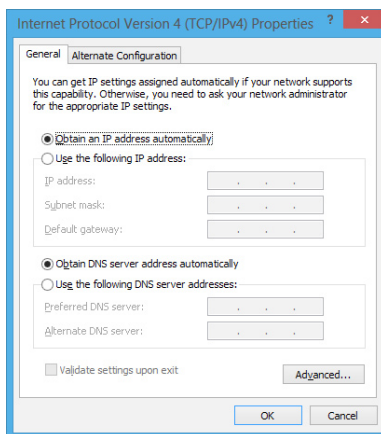 Internet Protocol Version 4 (TCP/IPv4) Properties ? ×
General Alternate Configuration
You can get IP settings assigned automatically if your network supports
this capability. Otherwise, you need to ask your network administrator
for the appropriate IP settings.
Obtain an IP address automatically
Use the following IP address:
IP address: . . .
Subnet mask: . . .
Default gateway: . . .
Obtain DNS server address automatically
Use the following DNS server addresses:
Preferred DNS server: . . .
Alternate DNS server: . . .
Validate settings upon exit
Advanced...
OK Cancel